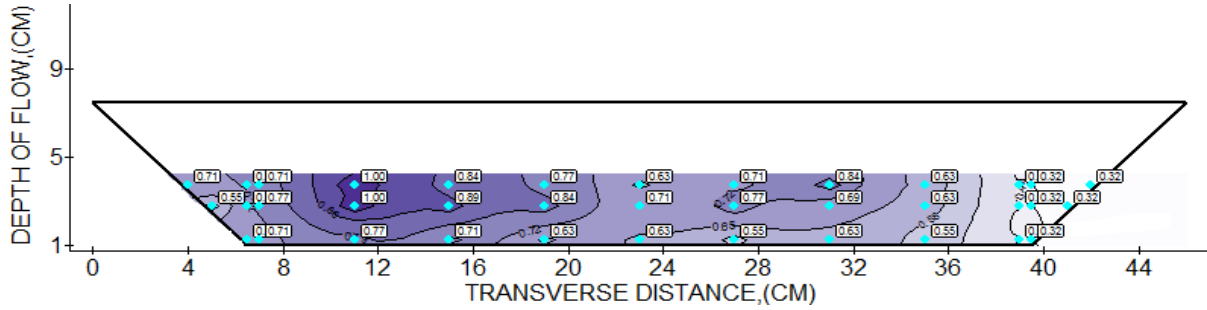 DEPTH OF FLOW,(CM)
9
5
1
0.71 0 0.71 1.00 0.84 0.77 0.63 0.71 0.84 0.63 0 0.32 0.32
0.55 0 0.77 1.00 0.89 0.84 0.71 0.77 0.69 0.63 0 0.32 0.32
0.72
0.65
0 0.71 0.77 0.71 0.63 0.63 0.55 0.63 0.55 0 0.32
0 4 8 12 16 20 24 28 32 36 40 44
TRANSVERSE DISTANCE,(CM)